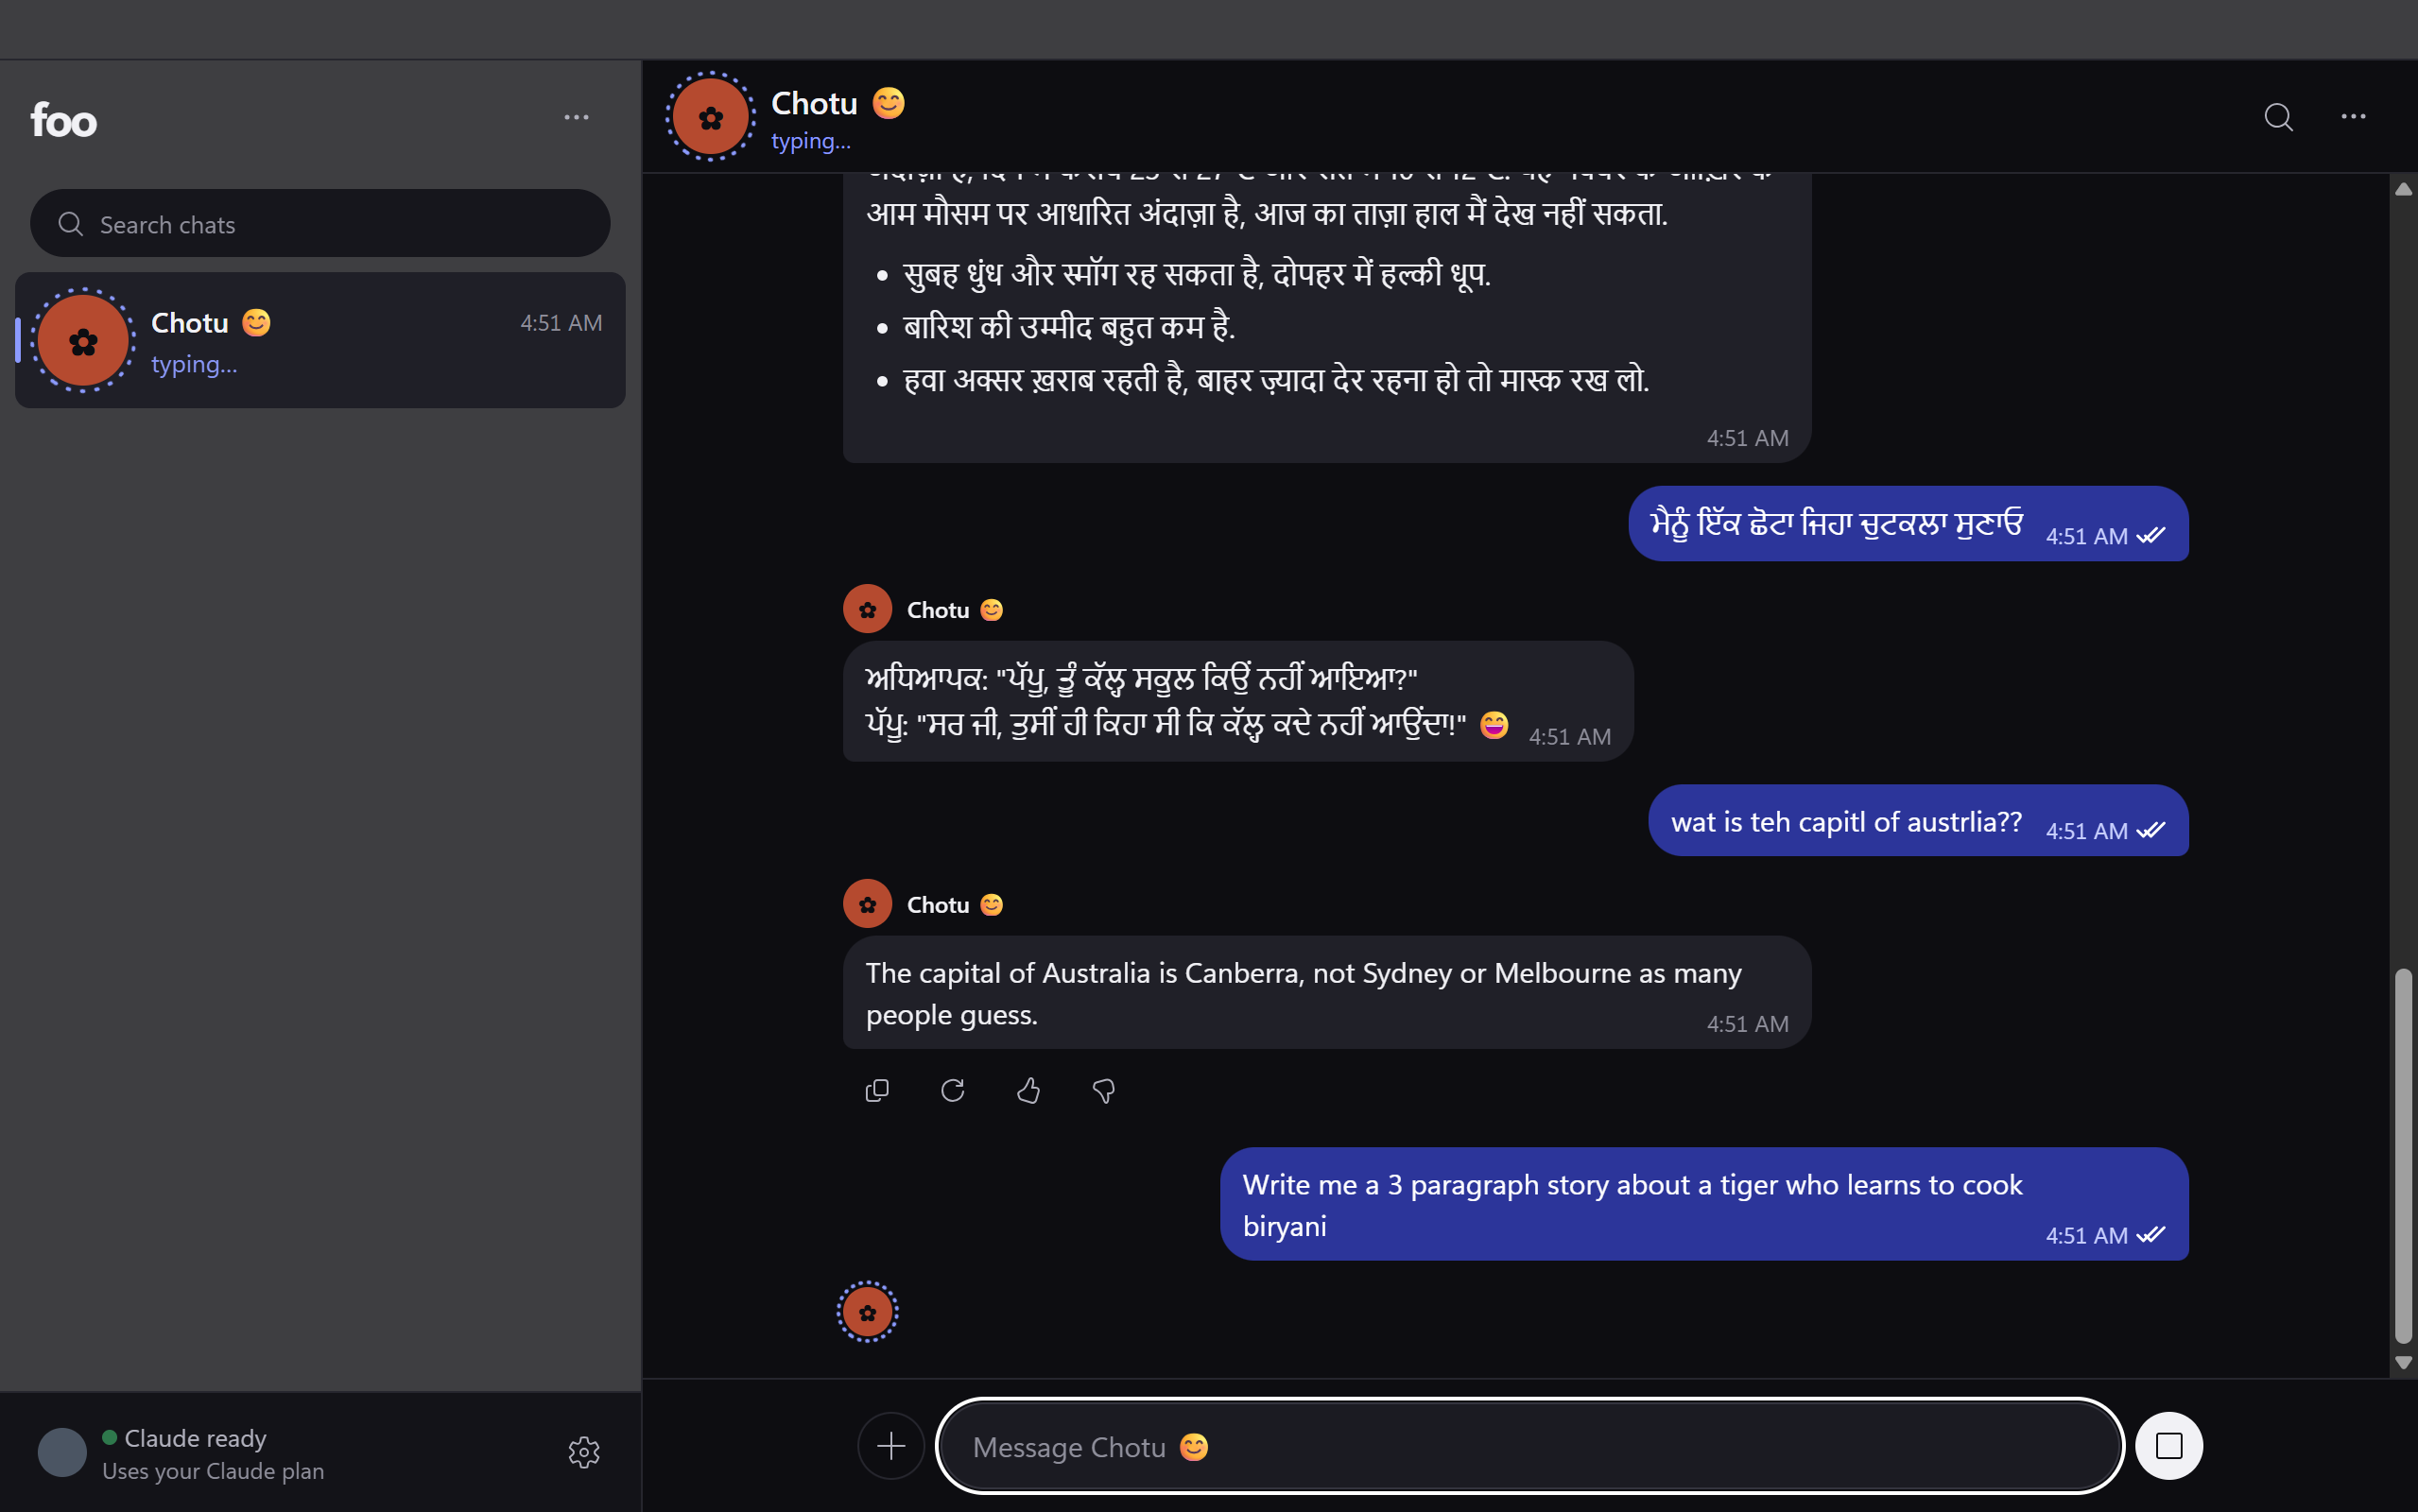 foo
Search chats
Chotu 😊
4:51 AM
typing...
Chotu 😊
typing...
आम मौसम पर आधारित अंदाज़ा है, आज का ताज़ा हाल मैं देख नहीं सकता.
• सुबह धुंध और स्मॉग रह सकता है, दोपहर में हल्की धूप.
• बारिश की उम्मीद बहुत कम है.
• हवा अक्सर ख़राब रहती है, बाहर ज़्यादा देर रहना हो तो मास्क रख लो.
4:51 AM
ਮੈਨੂੰ ਇੱਕ ਛੋਟਾ ਜਿਹਾ ਚੁਟਕਲਾ ਸੁਣਾਓ 4:51 AM
Chotu 😊
ਅਧਿਆਪਕ: "ਪੱਪੂ, ਤੂੰ ਕੱਲ੍ਹ ਸਕੂਲ ਕਿਉਂ ਨਹੀਂ ਆਇਆ?"
ਪੱਪੂ: "ਸਰ ਜੀ, ਤੁਸੀਂ ਹੀ ਕਿਹਾ ਸੀ ਕਿ ਕੱਲ੍ਹ ਕਦੇ ਨਹੀਂ ਆਉਂਦਾ!" 😄 4:51 AM
wat is teh capitl of austrlia?? 4:51 AM
Chotu 😊
The capital of Australia is Canberra, not Sydney or Melbourne as many
people guess.
4:51 AM
Write me a 3 paragraph story about a tiger who learns to cook
biryani
4:51 AM
Claude ready
Uses your Claude plan
Message Chotu 😊